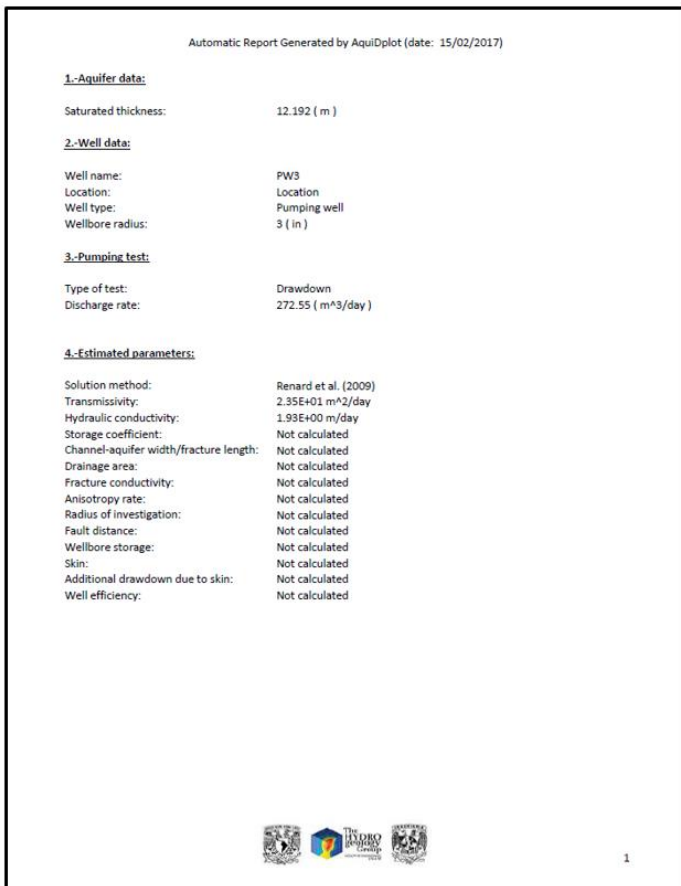 Automatic Report Generated by AquiDplot (date: 15/02/2017)
1.-Aquifer data:
Saturated thickness: 12.192 ( m )
2.-Well data:
Well name: PW3
Location: Location
Well type: Pumping well
Wellbore radius: 3 ( in )
3.-Pumping test:
Type of test: Drawdown
Discharge rate: 272.55 ( m^3/day )
4.-Estimated parameters:
Solution method: Renard et al. (2009)
Transmissivity: 2.35E+01 m^2/day
Hydraulic conductivity: 1.93E+00 m/day
Storage coefficient: Not calculated
Channel-aquifer width/fracture length: Not calculated
Drainage area: Not calculated
Fracture conductivity: Not calculated
Anisotropy rate: Not calculated
Radius of investigation: Not calculated
Fault distance: Not calculated
Wellbore storage: Not calculated
Skin: Not calculated
Additional drawdown due to skin: Not calculated
Well efficiency: Not calculated
The
HYDRO
geology
Group
1